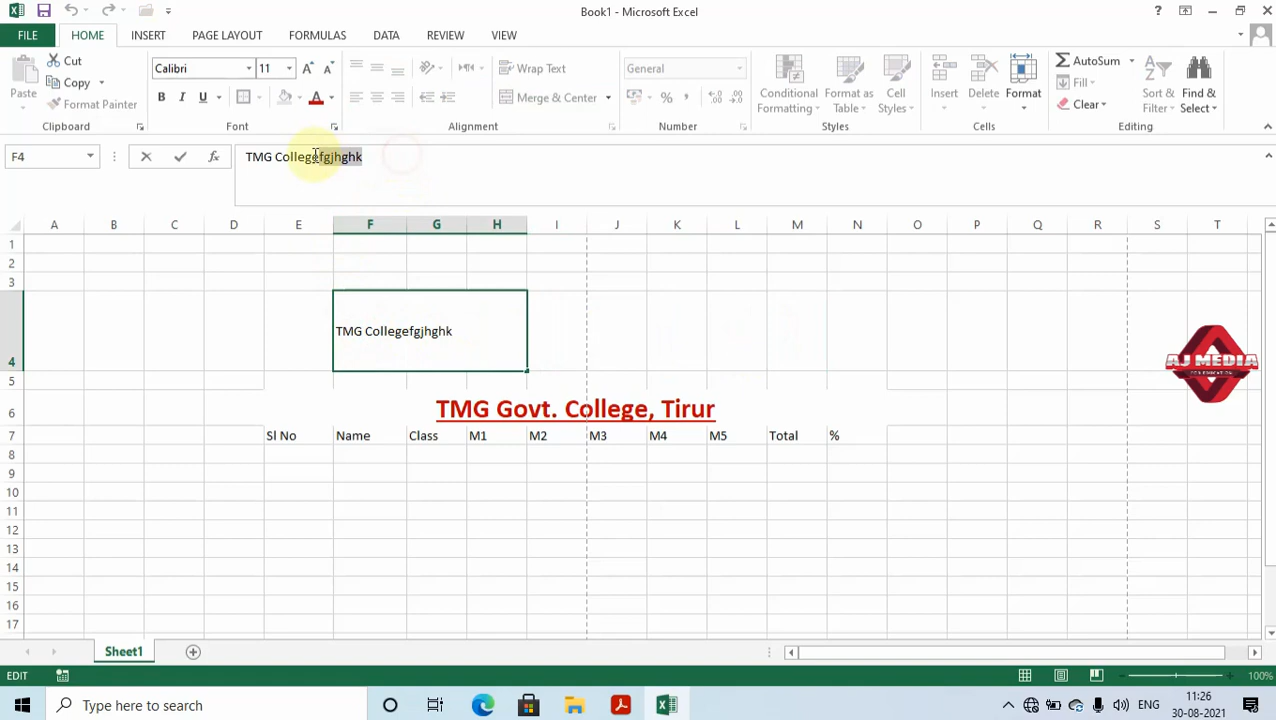 Book1 - Microsoft Excel
?
FILE HOME INSERT PAGE LAYOUT FORMULAS DATA REVIEW VIEW
Paste
Cut
Copy
Format Painter
Clipboard
Calibri 11
B I U
Font
Wrap Text
Merge & Center
Alignment
General
%
Number
Conditional Formatting
Format as Table
Cell Styles
Styles
Insert
Delete
Format
Cells
AutoSum
Fill
Clear
Sort & Filter
Find & Select
Editing
F4
fx
TMG Collegefgjhghk
A B C D E F G H I J K L M N O P Q R S T
1
2
3
4 TMG Collegefgjhghk
AJ MEDIA
FOR EDUCATION
5
6 TMG Govt. College, Tirur
7 Sl No Name Class M1 M2 M3 M4 M5 Total %
8
9
10
11
12
13
14
15
16
17
Sheet1
EDIT
100%
Type here to search
ENG
11:26
30-08-2021